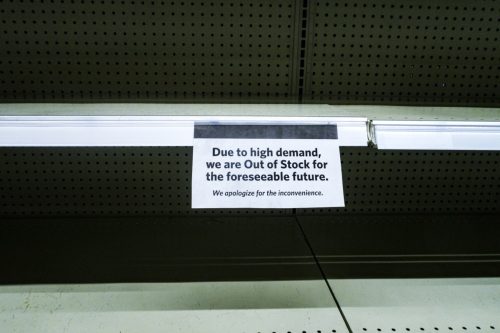 Due to high demand,
we are Out of Stock for
the foreseeable future.
We apologize for the inconvenience.